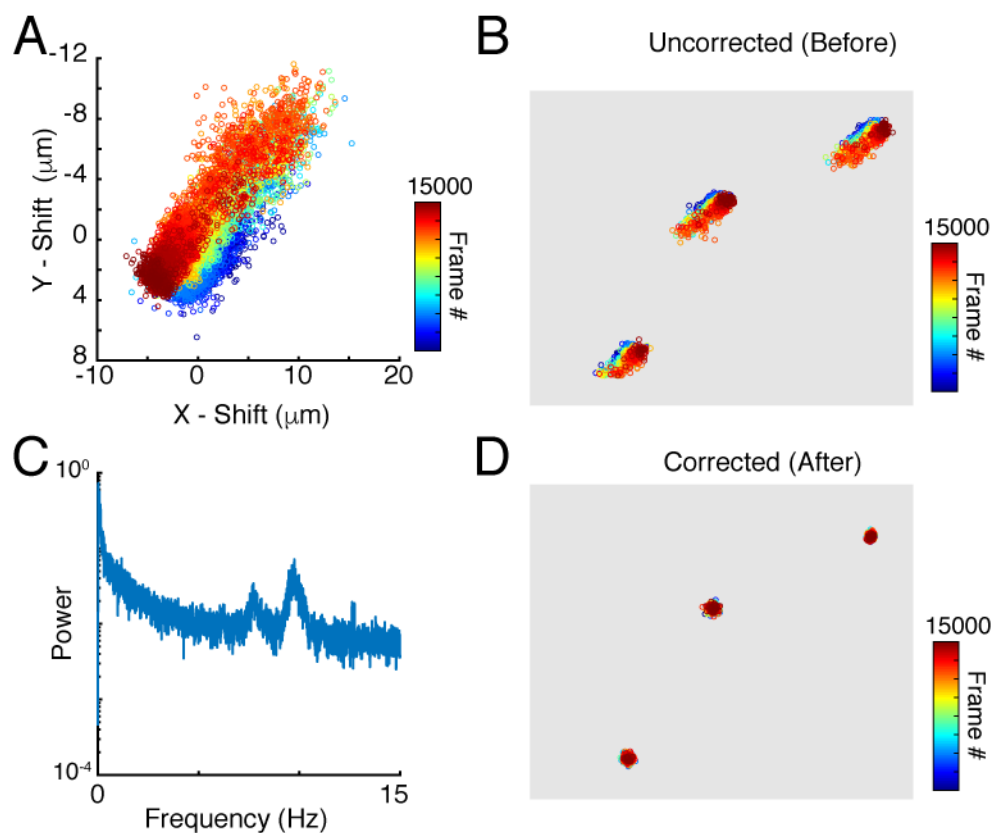 A
-12
-8
-4
0
4
8
Y - Shift (μm)
-10
0
10
20
X - Shift (μm)
15000
Frame #
B
Uncorrected (Before)
15000
Frame #
C
10^0
10^-4
Power
0
15
Frequency (Hz)
D
Corrected (After)
15000
Frame #